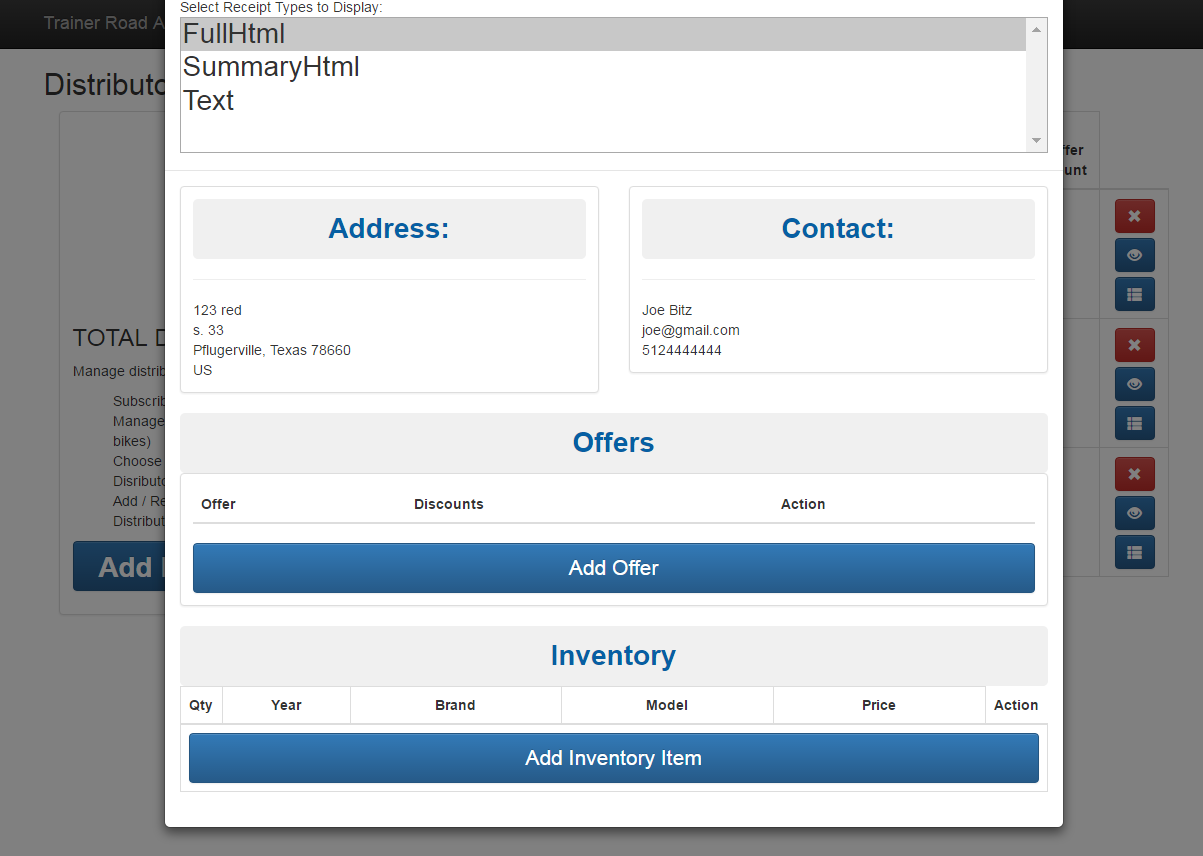 Trainer Road A
Select Receipt Types to Display:
FullHtml
SummaryHtml
Text
Distributo
ffer
unt
Address:
123 red
s. 33
Pflugerville, Texas 78660
US
Contact:
Joe Bitz
joe@gmail.com
5124444444
TOTAL D
Manage distrib
Subscrib
Manage
bikes)
Choose
Disributo
Add / Re
Distribut
Add
Offers
Offer Discounts Action
Add Offer
Inventory
Qty Year Brand Model Price Action
Add Inventory Item